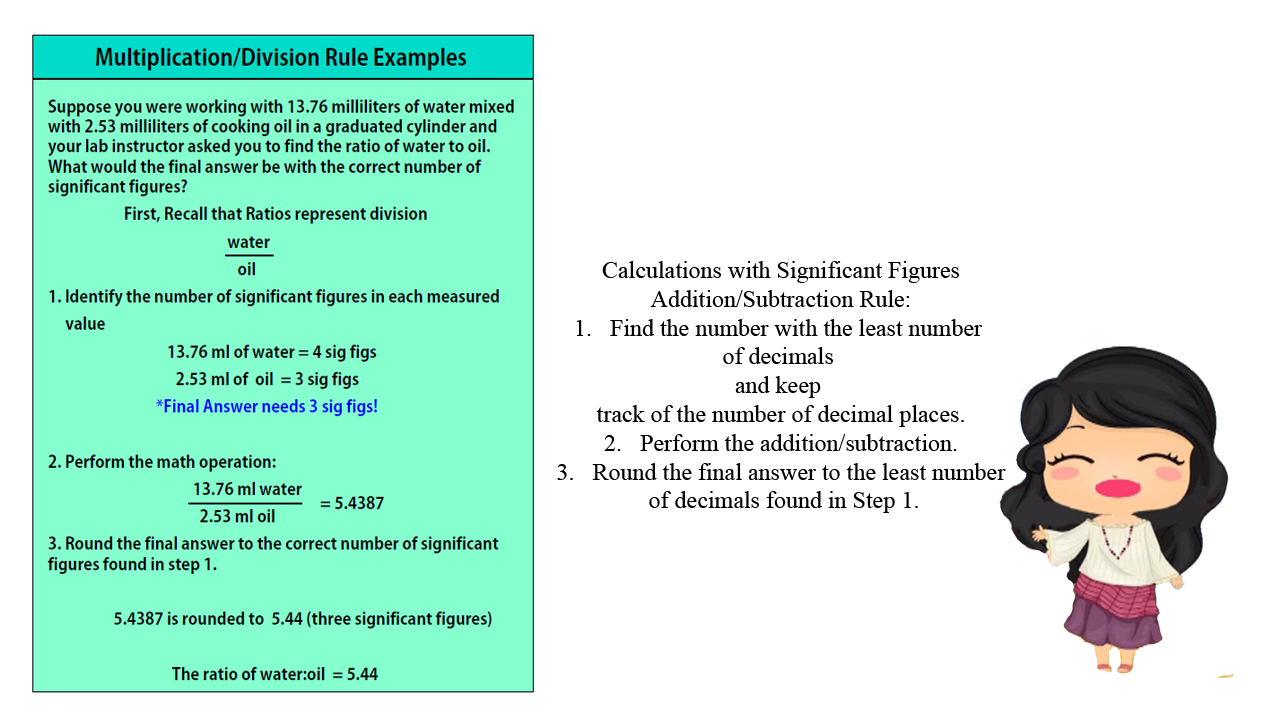 Multiplication/Division Rule Examples
Suppose you were working with 13.76 milliliters of water mixed
with 2.53 milliliters of cooking oil in a graduated cylinder and
your lab instructor asked you to find the ratio of water to oil.
What would the final answer be with the correct number of
significant figures?
First, Recall that Ratios represent division
water
oil
1. Identify the number of significant figures in each measured
value
13.76 ml of water = 4 sig figs
2.53 ml of oil = 3 sig figs
*Final Answer needs 3 sig figs!
2. Perform the math operation:
13.76 ml water
2.53 ml oil
= 5.4387
3. Round the final answer to the correct number of significant
figures found in step 1.
5.4387 is rounded to 5.44 (three significant figures)
The ratio of water:oil = 5.44
Calculations with Significant Figures
Addition/Subtraction Rule:
1. Find the number with the least number
of decimals
and keep
track of the number of decimal places.
2. Perform the addition/subtraction.
3. Round the final answer to the least number
of decimals found in Step 1.